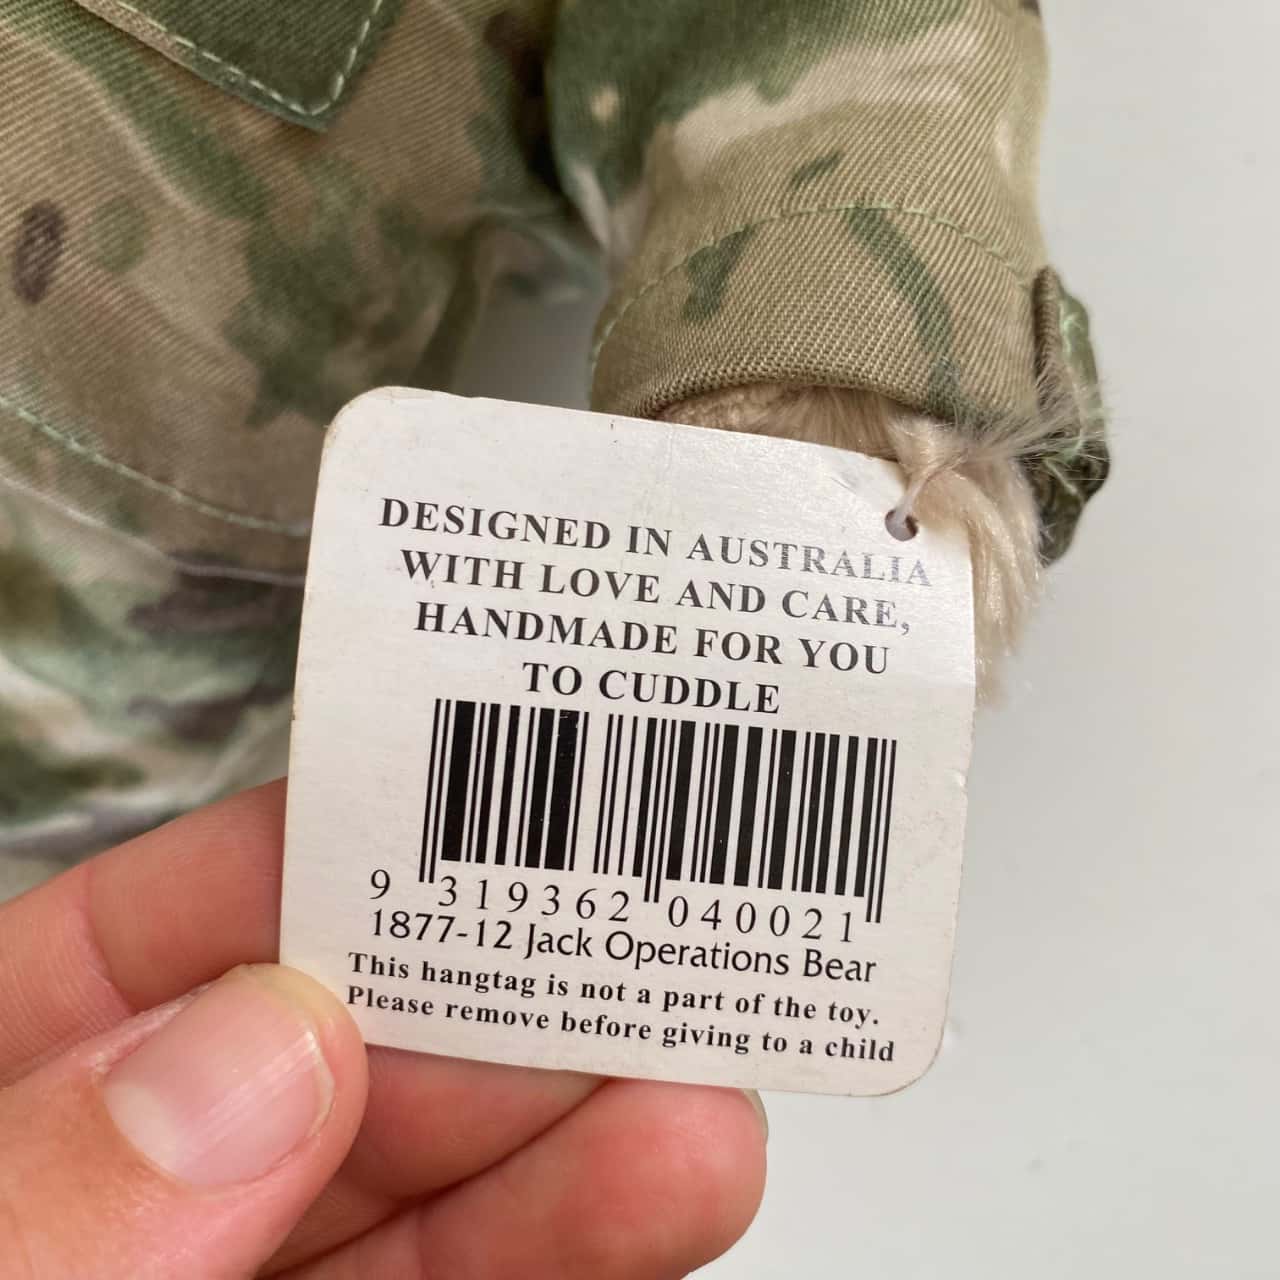 DESIGNED IN AUSTRALIA
WITH LOVE AND CARE,
HANDMADE FOR YOU
TO CUDDLE
9 319362 040021
1877-12 Jack Operations Bear
This hangtag is not a part of the toy.
Please remove before giving to a child